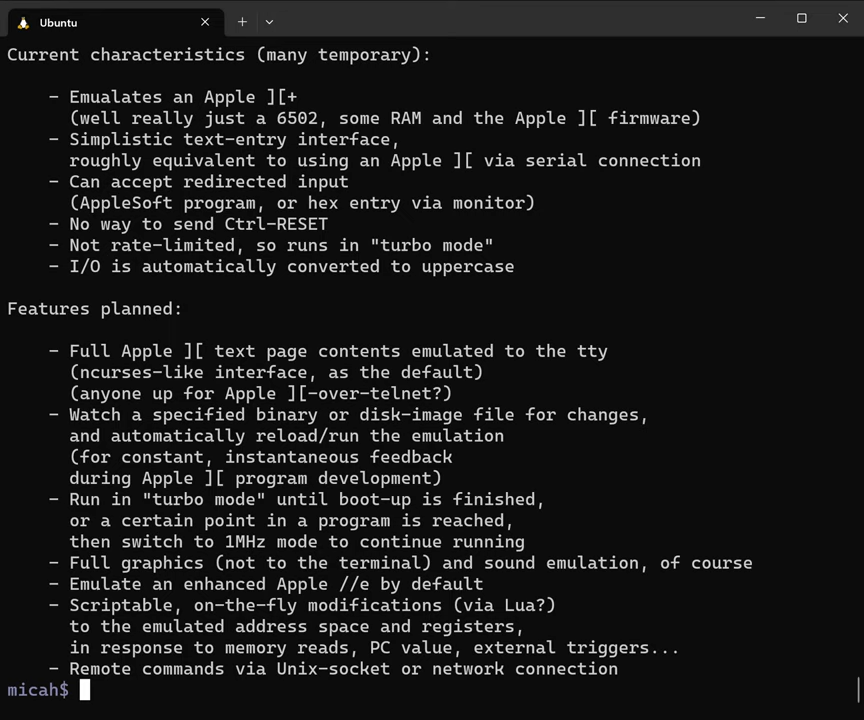 Ubuntu
Current characteristics (many temporary):
- Emualates an Apple ][+
(well really just a 6502, some RAM and the Apple ][ firmware)
- Simplistic text-entry interface,
roughly equivalent to using an Apple ][ via serial connection
- Can accept redirected input
(AppleSoft program, or hex entry via monitor)
- No way to send Ctrl-RESET
- Not rate-limited, so runs in "turbo mode"
- I/O is automatically converted to uppercase
Features planned:
- Full Apple ][ text page contents emulated to the tty
(ncurses-like interface, as the default)
(anyone up for Apple ][-over-telnet?)
- Watch a specified binary or disk-image file for changes,
and automatically reload/run the emulation
(for constant, instantaneous feedback
during Apple ][ program development)
- Run in "turbo mode" until boot-up is finished,
or a certain point in a program is reached,
then switch to 1MHz mode to continue running
- Full graphics (not to the terminal) and sound emulation, of course
- Emulate an enhanced Apple //e by default
- Scriptable, on-the-fly modifications (via Lua?)
to the emulated address space and registers,
in response to memory reads, PC value, external triggers...
- Remote commands via Unix-socket or network connection
micah$